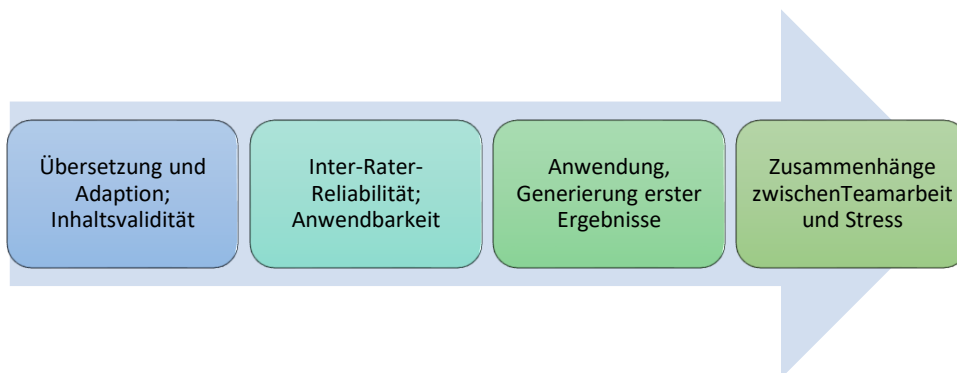 Übersetzung und
Adaption;
Inhaltsvalidität
Inter-Rater-
Reliabilität;
Anwendbarkeit
Anwendung,
Generierung erster
Ergebnisse
Zusammenhänge
zwischenTeamarbeit
und Stress